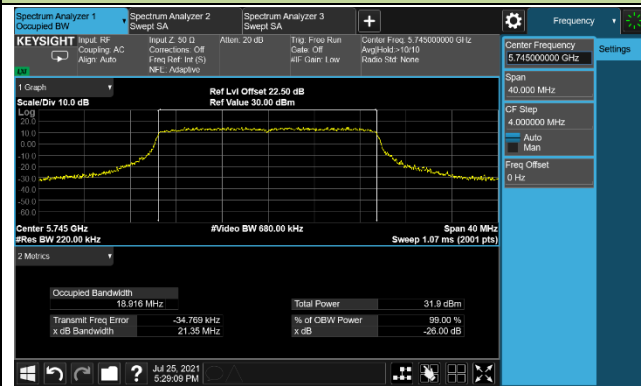 Spectrum Analyzer 1
Occupied BW
Spectrum Analyzer 2
Swept SA
Spectrum Analyzer 3
Swept SA
Frequency
KEYSIGHT
Input: RF
Coupling: AC
Align: Auto
Input Z: 50 Ω
Corrections: Off
Freq Ref: Int (S)
NFE: Adaptive
Atten: 20 dB
Trig: Free Run
Gate: Off
#IF Gain: Low
Center Freq: 5.745000000 GHz
Avg|Hold:>10/10
Radio Std: None
LXI
1 Graph
Scale/Div 10.0 dB
Ref Lvl Offset 22.50 dB
Ref Value 30.00 dBm
Log
20.0
10.0
0.00
-10.0
-20.0
-30.0
-40.0
-50.0
-60.0
Center 5.745 GHz
#Res BW 220.00 kHz
#Video BW 680.00 kHz
Span 40 MHz
Sweep 1.07 ms (2001 pts)
2 Metrics
Occupied Bandwidth
18.916 MHz
Total Power 31.9 dBm
Transmit Freq Error -34.769 kHz
% of OBW Power 99.00 %
x dB Bandwidth 21.35 MHz
x dB -26.00 dB
Jul 25, 2021
5:29:09 PM
Center Frequency
5.745000000 GHz
Settings
Span
40.000 MHz
CF Step
4.000000 MHz
Auto
Man
Freq Offset
0 Hz